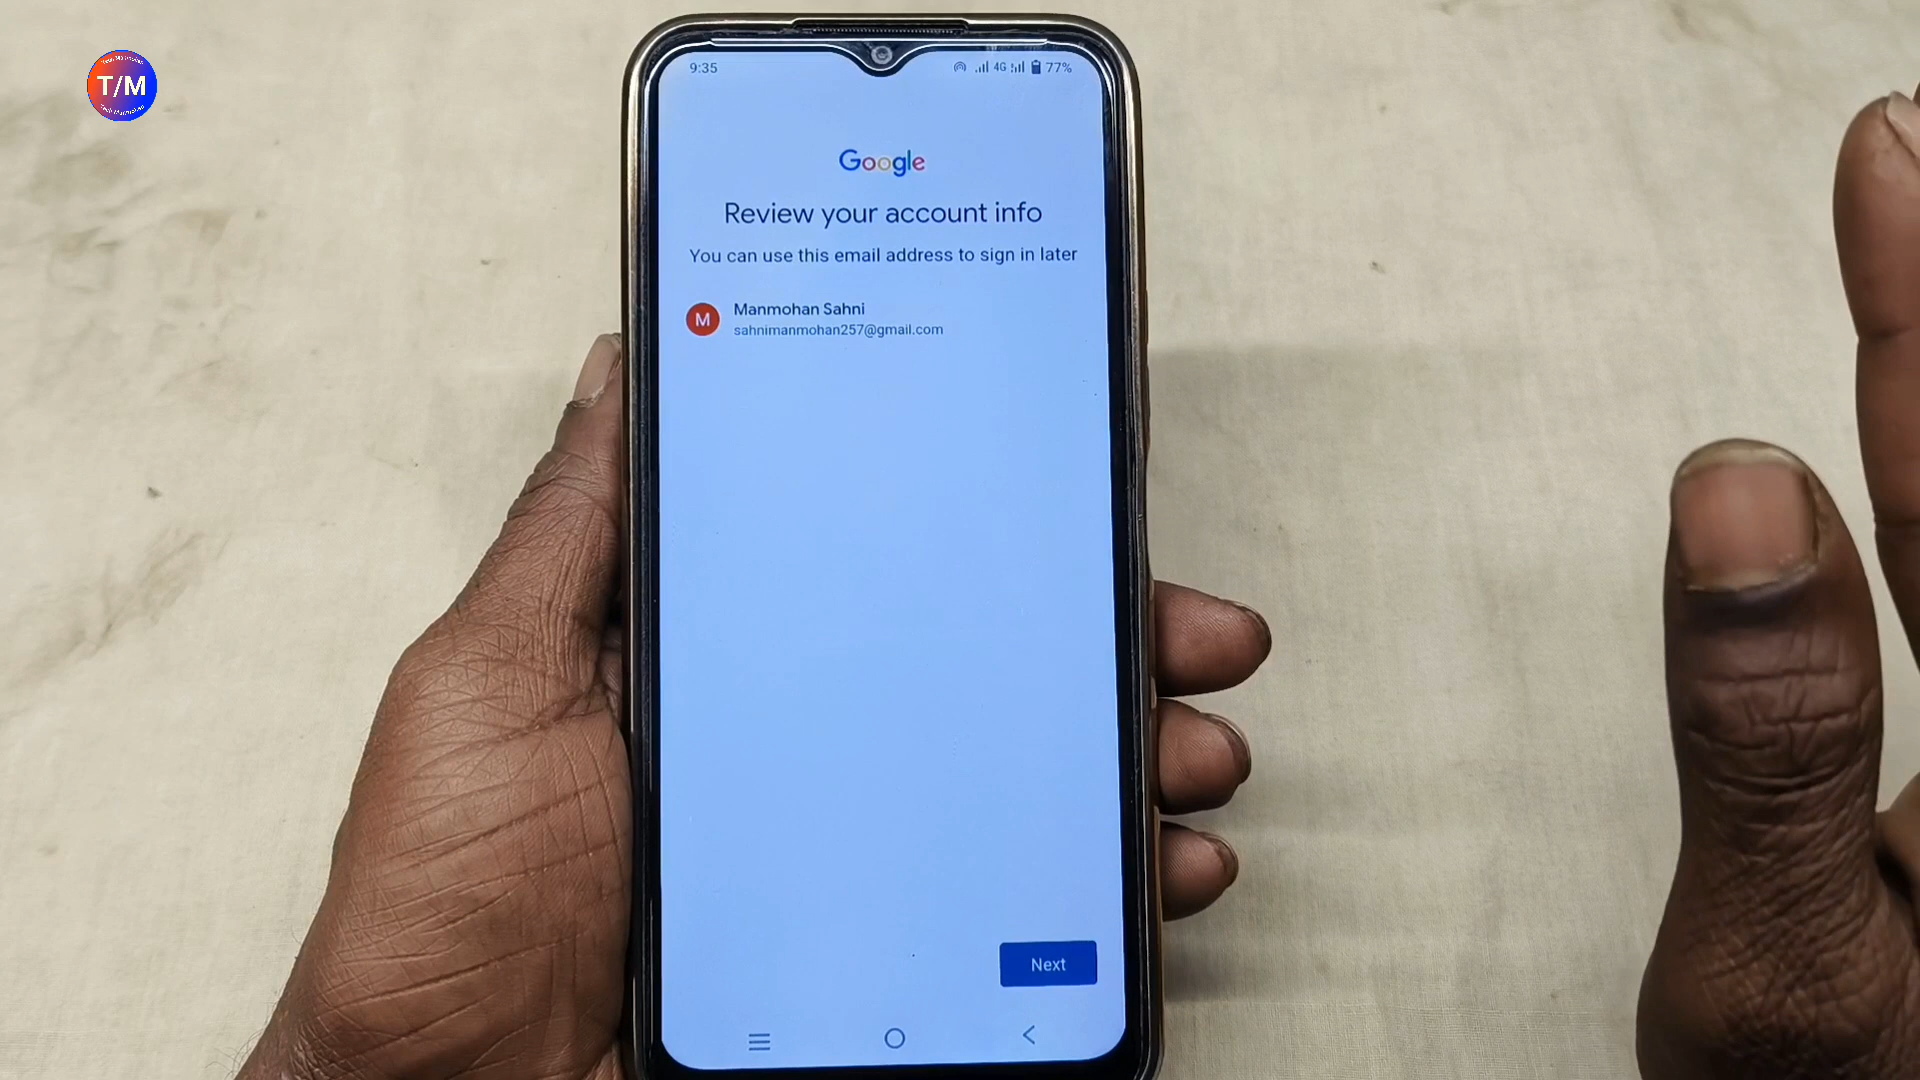 T/M
9:35
4G 77%
Google
Review your account info
You can use this email address to sign in later
M
Manmohan Sahni
sahnimanmohan257@gmail.com
Next